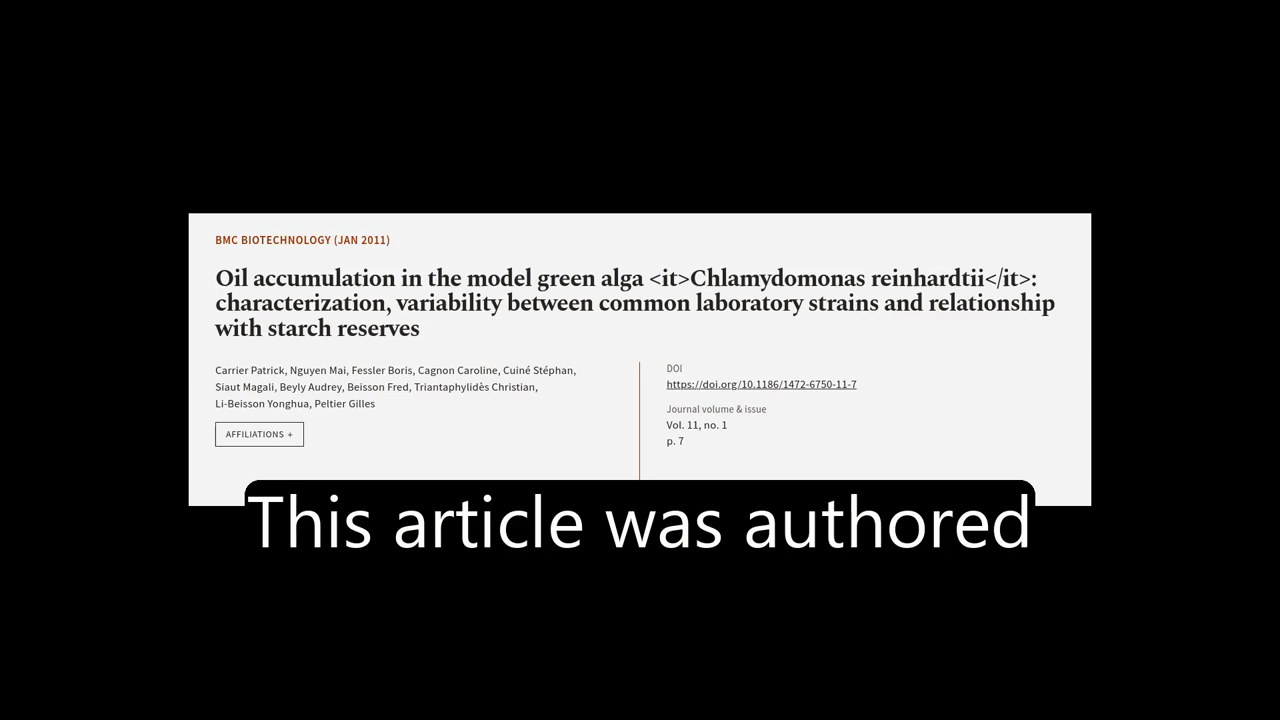 BMC BIOTECHNOLOGY (JAN 2011)
Oil accumulation in the model green alga <it>Chlamydomonas reinhardtii</it>:
characterization, variability between common laboratory strains and relationship
with starch reserves
Carrier Patrick, Nguyen Mai, Fessler Boris, Cagnon Caroline, Cuiné Stéphan,
Siaut Magali, Beyly Audrey, Beisson Fred, Triantaphylidès Christian,
Li-Beisson Yonghua, Peltier Gilles
AFFILIATIONS +
DOI
https://doi.org/10.1186/1472-6750-11-7
Journal volume & issue
Vol. 11, no. 1
p. 7
This article was authored